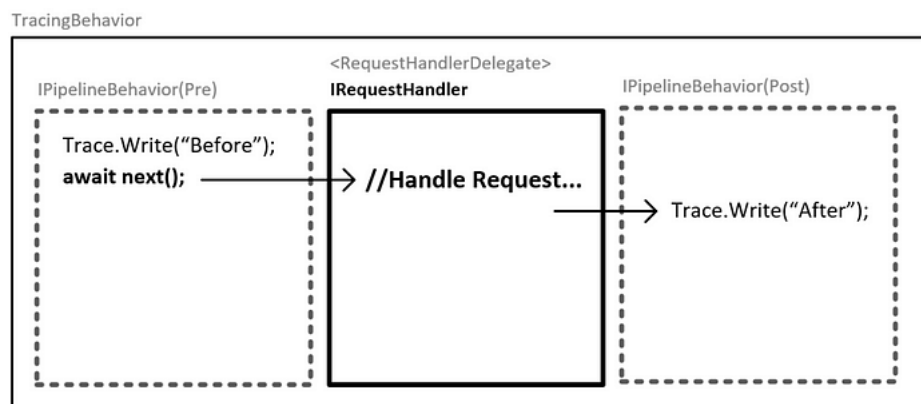 TracingBehavior
<RequestHandlerDelegate>
IPipelineBehavior(Pre)
IRequestHandler
IPipelineBehavior(Post)
Trace.Write(“Before”);
await next();
//Handle Request...
Trace.Write(“After”);